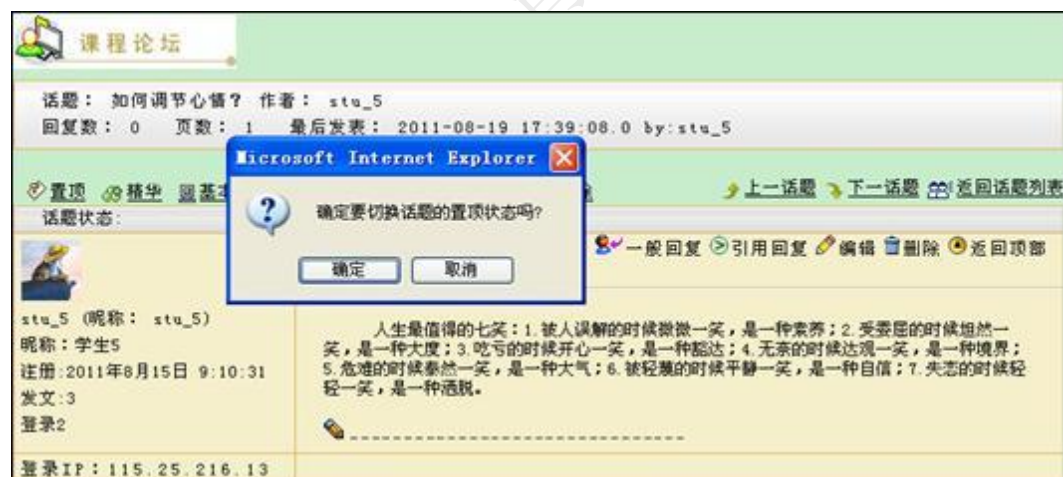 课程论坛
话题： 如何调节心情？ 作者： stu_5
回复数： 0 页数： 1 最后发表： 2011-08-19 17:39:08.0 by:stu_5
Microsoft Internet Explorer
置顶 精华 基本 上一话题 下一话题 返回话题列表
确定要切换话题的置顶状态吗?
话题状态:
一般回复 引用回复 编辑 删除 返回顶部
确定 取消
stu_5 (昵称： stu_5)
昵称：学生5
注册:2011年8月15日 9:10:31
发文:3
登录2
登录IP：115.25.216.13
人生最值得的七笑：1.被人误解的时候微微一笑，是一种素养；2.受委屈的时候坦然一
笑，是一种大度；3.吃亏的时候开心一笑，是一种豁达；4.无奈的时候达观一笑，是一种境界；
5.危难的时候泰然一笑，是一种大气；6.被轻蔑的时候平静一笑，是一种自信；7.失恋的时候轻
轻一笑，是一种洒脱。